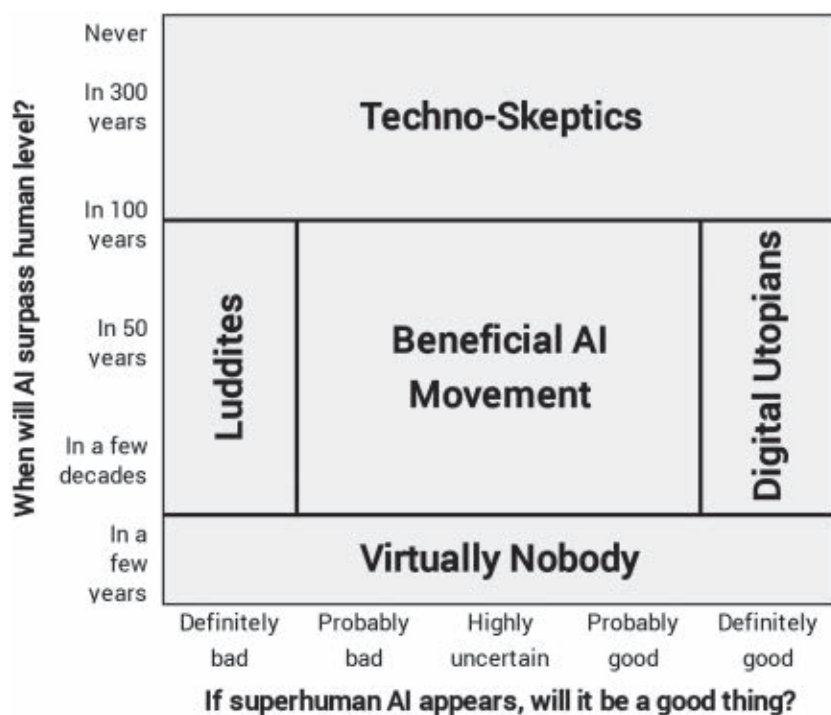 When will AI surpass human level?
Never
In 300
years
In 100
years
In 50
years
In a few
decades
In a
few
years
Techno-Skeptics
Luddites
Beneficial AI
Movement
Digital Utopians
Virtually Nobody
Definitely
bad
Probably
bad
Highly
uncertain
Probably
good
Definitely
good
If superhuman AI appears, will it be a good thing?